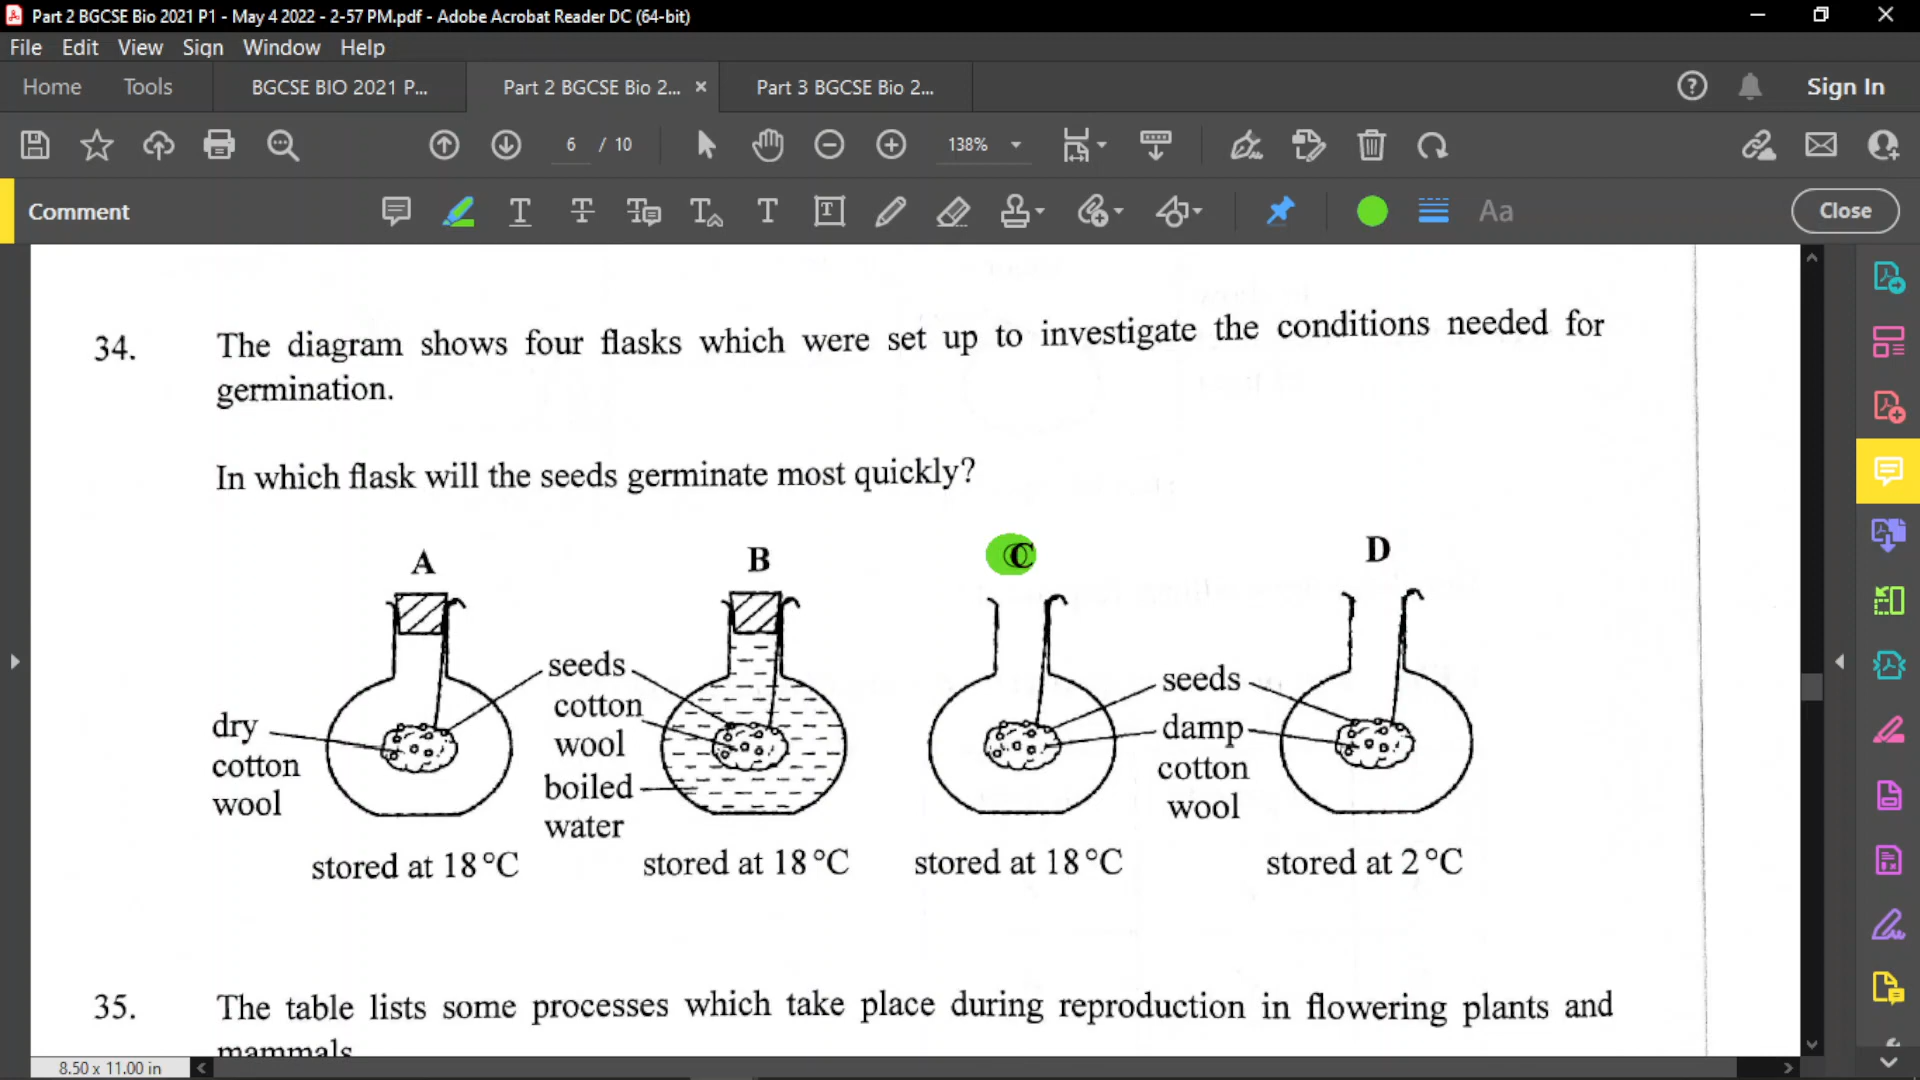 Part 2 BGCSE Bio 2021 P1 - May 4 2022 - 2-57 PM.pdf - Adobe Acrobat Reader DC (64-bit)
File Edit View Sign Window Help
Home Tools BGCSE BIO 2021 P... Part 2 BGCSE Bio 2... × Part 3 BGCSE Bio 2... Sign In
6 / 10 138%
Comment Aa Close
34. The diagram shows four flasks which were set up to investigate the conditions needed for
germination.
In which flask will the seeds germinate most quickly?
A B C D
seeds
cotton
wool
boiled
water
dry
cotton
wool
seeds
damp
cotton
wool
stored at 18 °C stored at 18 °C stored at 18 °C stored at 2 °C
35. The table lists some processes which take place during reproduction in flowering plants and
mammals
8.50 x 11.00 in